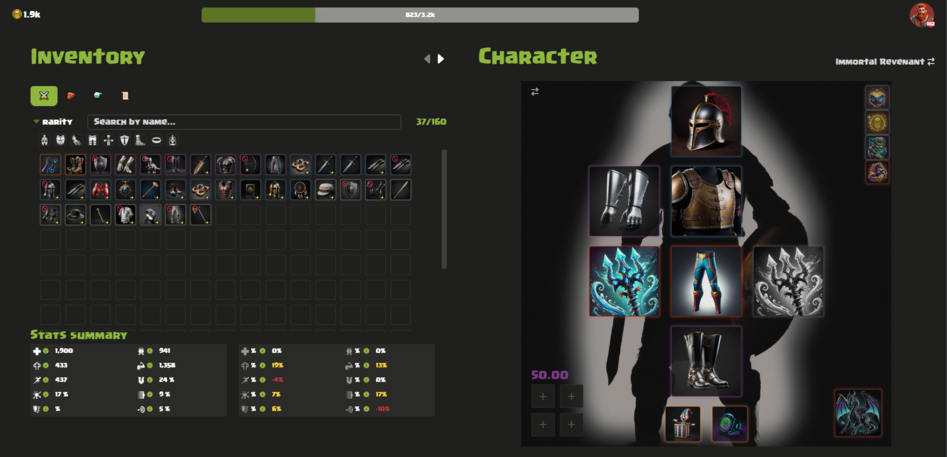 1.9k
823/3.2k
Inventory
Character
Immortal Revenant
rarity
Search by name...
37/160
Stats summary
1,900
941
% 0%
% 0%
433
1,358
% 19%
% 13%
437
24 %
% -4%
% 0%
17 %
9 %
% 7%
% 17%
%
5 %
% 6%
% -10%
50.00